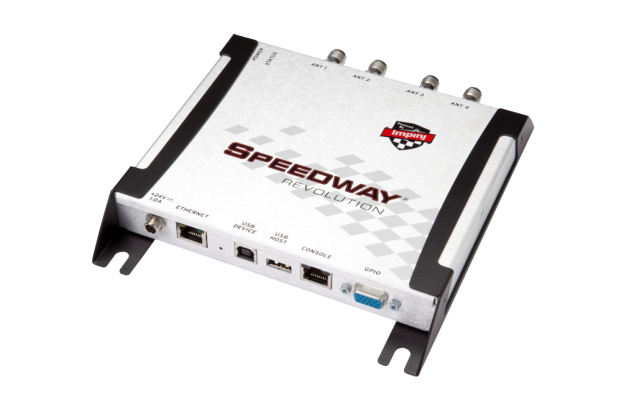 POWER
STATUS
ANT 1
ANT 2
ANT 3
ANT 4
Impinj
SPEEDWAY®
REVOLUTION
+24V ⎓
1.0A
ETHERNET
USB
DEVICE
USB
HOST
CONSOLE
GPIO